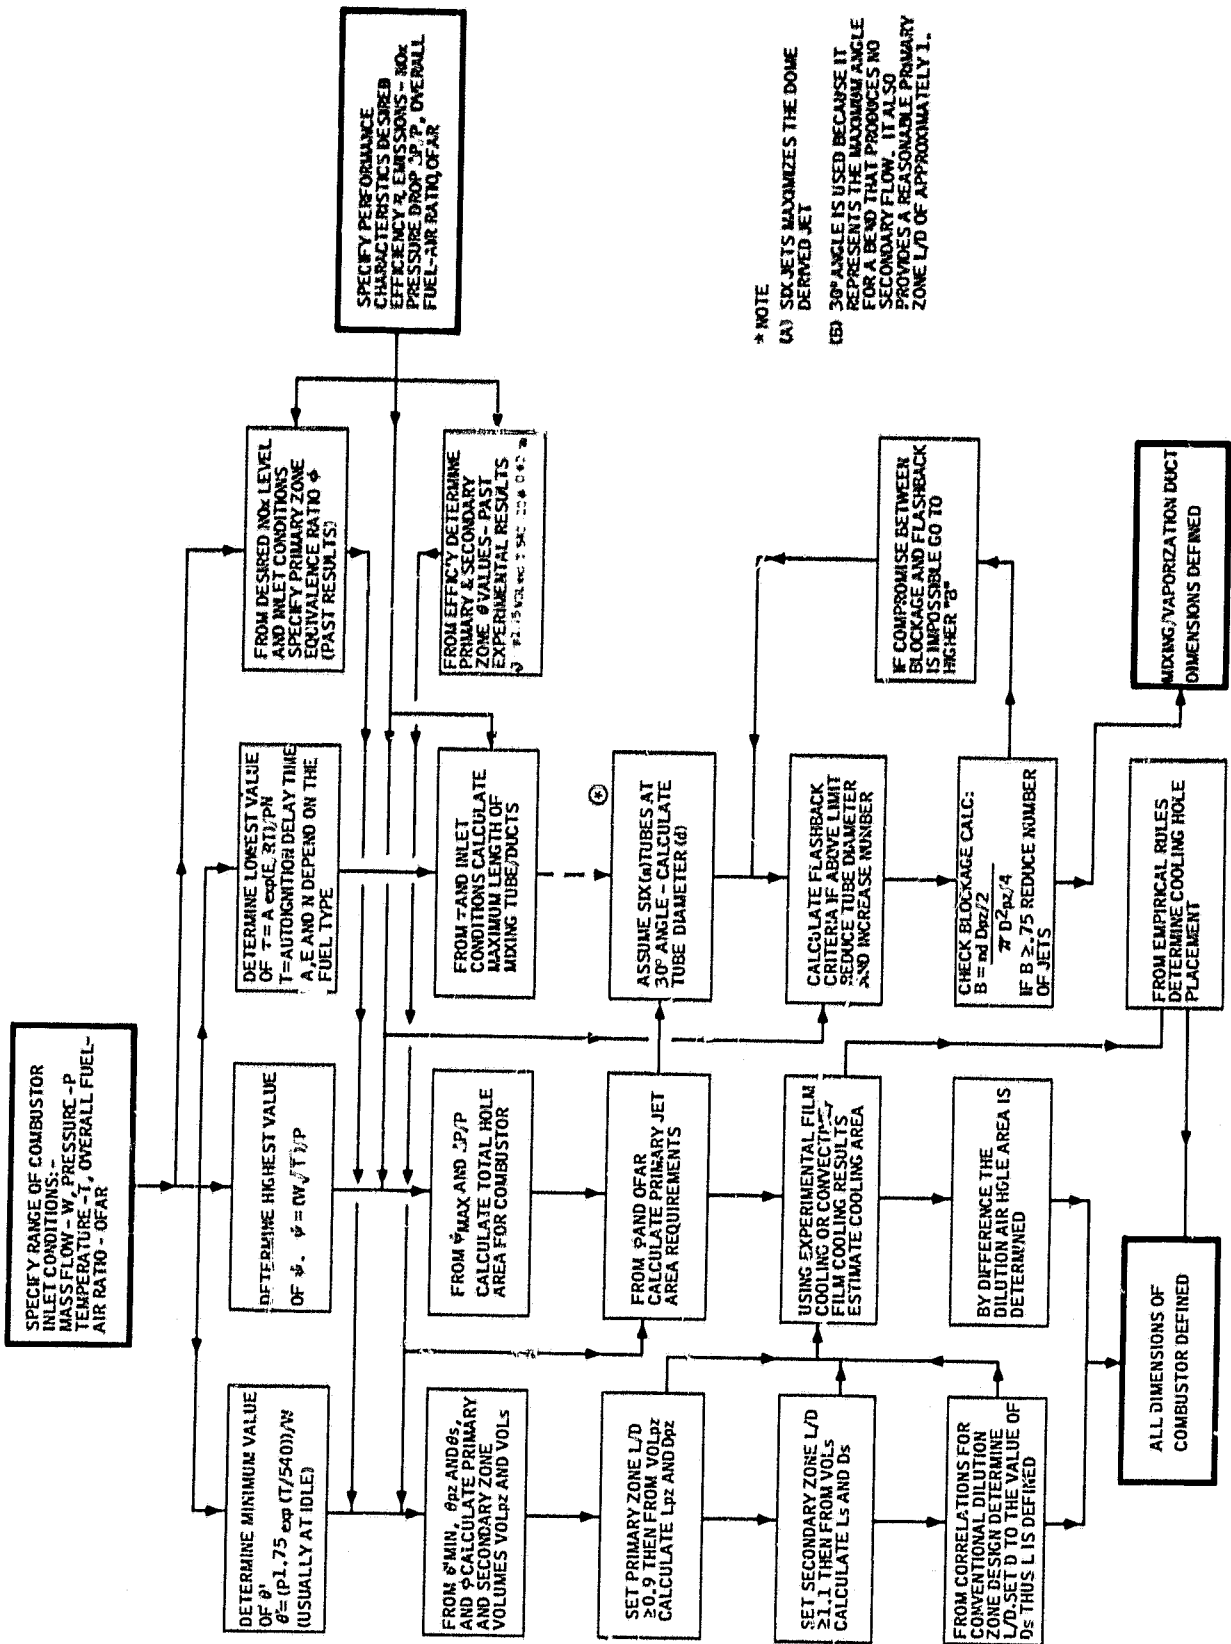 SPECIFY RANGE OF COMBUSTOR
INLET CONDITIONS:-
MASS FLOW - W, PRESSURE - P
TEMPERATURE - T, OVERALL FUEL-
AIR RATIO - OFAR
SPECIFY PERFORMANCE
CHARACTERISTICS DESIRED
EFFICIENCY η, EMISSIONS - NOx
PRESSURE DROP ΔP/P, OVERALL
FUEL-AIR RATIO, OFAR
DETERMINE MINIMUM VALUE
OF θ'
θ'=(P1.75 exp (T/540))/W
(USUALLY AT IDLE)
DETERMINE HIGHEST VALUE
OF ψ. ψ = (W√T)/P
DETERMINE LOWEST VALUE
OF τ = A exp(E/RT)/PN
T=AUTOIGNITION DELAY TIME
A,E AND N DEPEND ON THE
FUEL TYPE
FROM DESIRED NOx LEVEL
AND INLET CONDITIONS
SPECIFY PRIMARY ZONE
EQUIVALENCE RATIO φ
(PAST RESULTS)
FROM EFFIC'Y DETERMINE
PRIMARY & SECONDARY
ZONE θ VALUES - PAST
EXPERIMENTAL RESULTS
FROM θ'MIN, θpz AND θs,
AND φ CALCULATE PRIMARY
AND SECONDARY ZONE
VOLUMES VOLpz AND VOLs
FROM ψMAX AND ΔP/P
CALCULATE TOTAL HOLE
AREA FOR COMBUSTOR
FROM τ AND INLET
CONDITIONS CALCULATE
MAXIMUM LENGTH OF
MIXING TUBE/DUCTS
SET PRIMARY ZONE L/D
≥0.9 THEN FROM VOLpz
CALCULATE Lpz AND Dpz
FROM φ AND OFAR
CALCULATE PRIMARY JET
AREA REQUIREMENTS
ASSUME SIX(n)TUBES AT
30° ANGLE - CALCULATE
TUBE DIAMETER (d)
(*)
SET SECONDARY ZONE L/D
≥1.1 THEN FROM VOLs
CALCULATE Ls AND Ds
USING EXPERIMENTAL FILM
COOLING OR CONVECTIVE/
FILM COOLING RESULTS
ESTIMATE COOLING AREA
CALCULATE FLASHBACK
CRITERIA IF ABOVE LIMIT
REDUCE TUBE DIAMETER
AND INCREASE NUMBER
IF COMPROMISE BETWEEN
BLOCKAGE AND FLASHBACK
IS IMPOSSIBLE GO TO
HIGHER "B"
FROM CORRELATIONS FOR
CONVENTIONAL DILUTION
ZONE DESIGN DETERMINE
L/D. SET D TO THE VALUE OF
Ds THUS L IS DEFINED
BY DIFFERENCE THE
DILUTION AIR HOLE AREA IS
DETERMINED
CHECK BLOCKAGE CALC:
B = nd Dpz/2
π D²pz/4
IF B ≥.75 REDUCE NUMBER
OF JETS
FROM EMPIRICAL RULES
DETERMINE COOLING HOLE
PLACEMENT
ALL DIMENSIONS OF
COMBUSTOR DEFINED
MIXING/VAPORIZATION DUCT
DIMENSIONS DEFINED
* NOTE
(A) SIX JETS MAXIMIZES THE DOME
DERIVED JET
(B) 30° ANGLE IS USED BECAUSE IT
REPRESENTS THE MAXIMUM ANGLE
FOR A BEND THAT PRODUCES NO
SECONDARY FLOW. IT ALSO
PROVIDES A REASONABLE PRIMARY
ZONE L/D OF APPROXIMATELY 1.